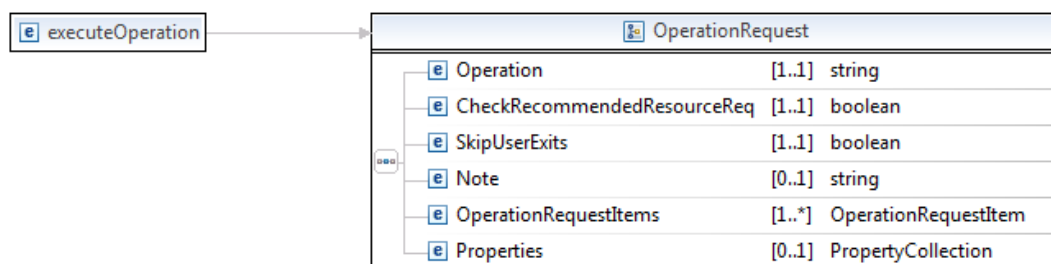 e executeOperation
OperationRequest
e Operation [1..1] string
e CheckRecommendedResourceReq [1..1] boolean
e SkipUserExits [1..1] boolean
e Note [0..1] string
e OperationRequestItems [1..*] OperationRequestItem
e Properties [0..1] PropertyCollection